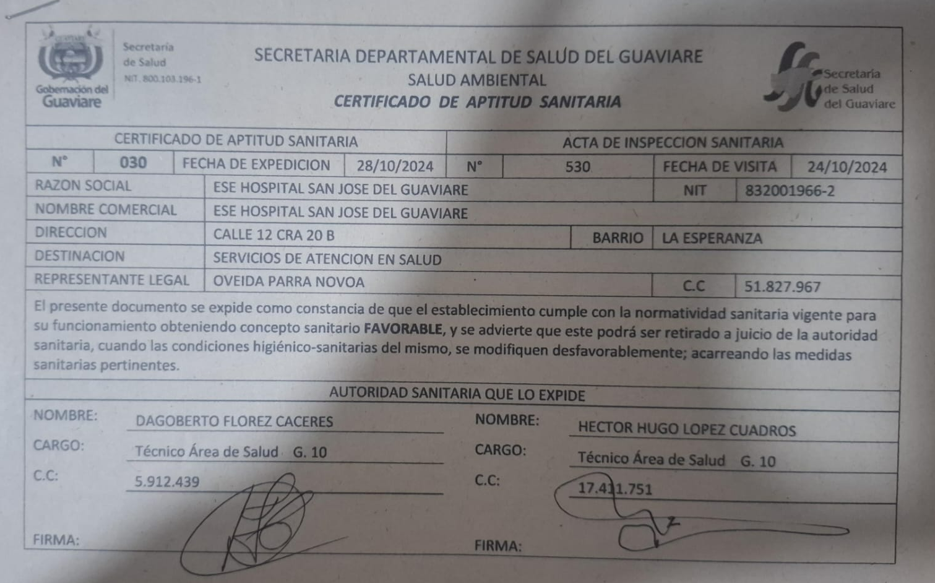 Gobernación del
Guaviare
Secretaría
de Salud
NIT. 800.103.196-1
SECRETARIA DEPARTAMENTAL DE SALÚD DEL GUAVIARE
SALUD AMBIENTAL
CERTIFICADO DE APTITUD SANITARIA
Secretaría
de Salud
del Guaviare
CERTIFICADO DE APTITUD SANITARIA ACTA DE INSPECCION SANITARIA
N° 030 FECHA DE EXPEDICION 28/10/2024 N° 530 FECHA DE VISITA 24/10/2024
RAZON SOCIAL ESE HOSPITAL SAN JOSE DEL GUAVIARE NIT 832001966-2
NOMBRE COMERCIAL ESE HOSPITAL SAN JOSE DEL GUAVIARE
DIRECCION CALLE 12 CRA 20 B BARRIO LA ESPERANZA
DESTINACION SERVICIOS DE ATENCION EN SALUD
REPRESENTANTE LEGAL OVEIDA PARRA NOVOA C.C 51.827.967
El presente documento se expide como constancia de que el establecimiento cumple con la normatividad sanitaria vigente para
su funcionamiento obteniendo concepto sanitario FAVORABLE, y se advierte que este podrá ser retirado a juicio de la autoridad
sanitaria, cuando las condiciones higiénico-sanitarias del mismo, se modifiquen desfavorablemente; acarreando las medidas
sanitarias pertinentes.
AUTORIDAD SANITARIA QUE LO EXPIDE
NOMBRE: DAGOBERTO FLOREZ CACERES NOMBRE: HECTOR HUGO LOPEZ CUADROS
CARGO: Técnico Área de Salud G. 10 CARGO: Técnico Área de Salud G. 10
C.C: 5.912.439 C.C: 17.411.751
FIRMA: FIRMA: